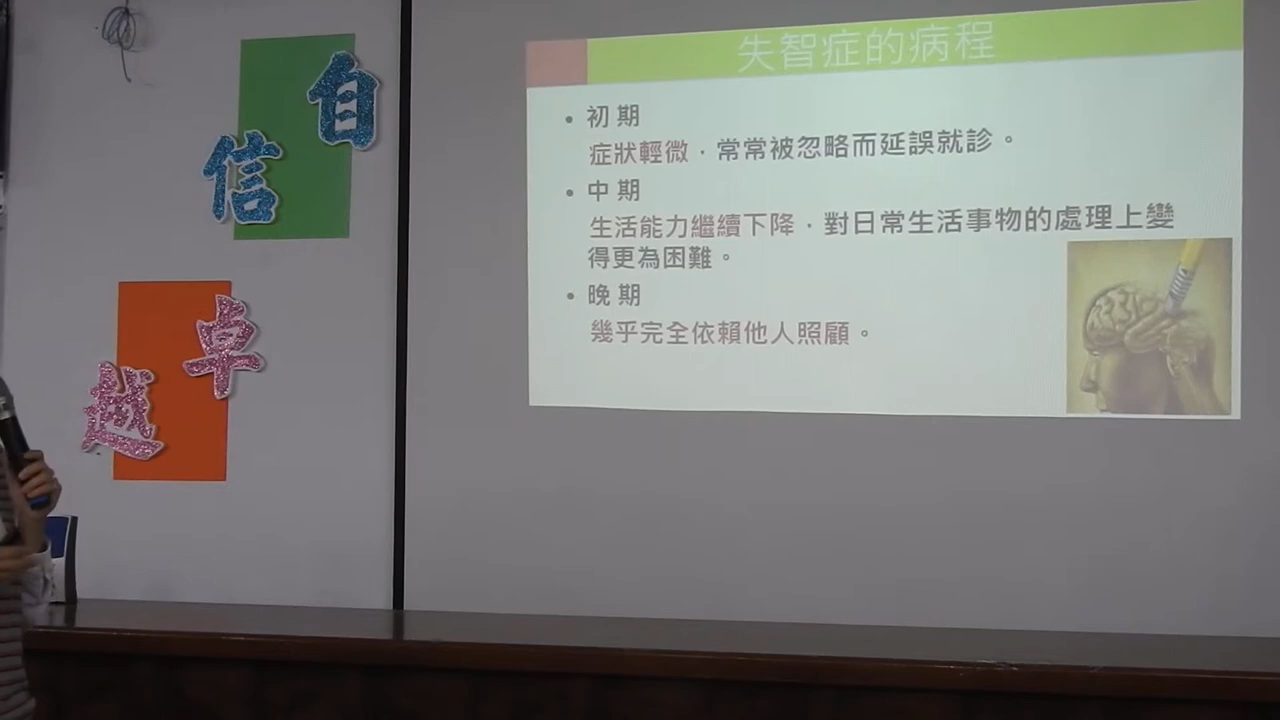 自信
卓越
失智症的病程
• 初 期
症狀輕微，常常被忽略而延誤就診。
• 中 期
生活能力繼續下降，對日常生活事物的處理上變
得更為困難。
• 晚 期
幾乎完全依賴他人照顧。